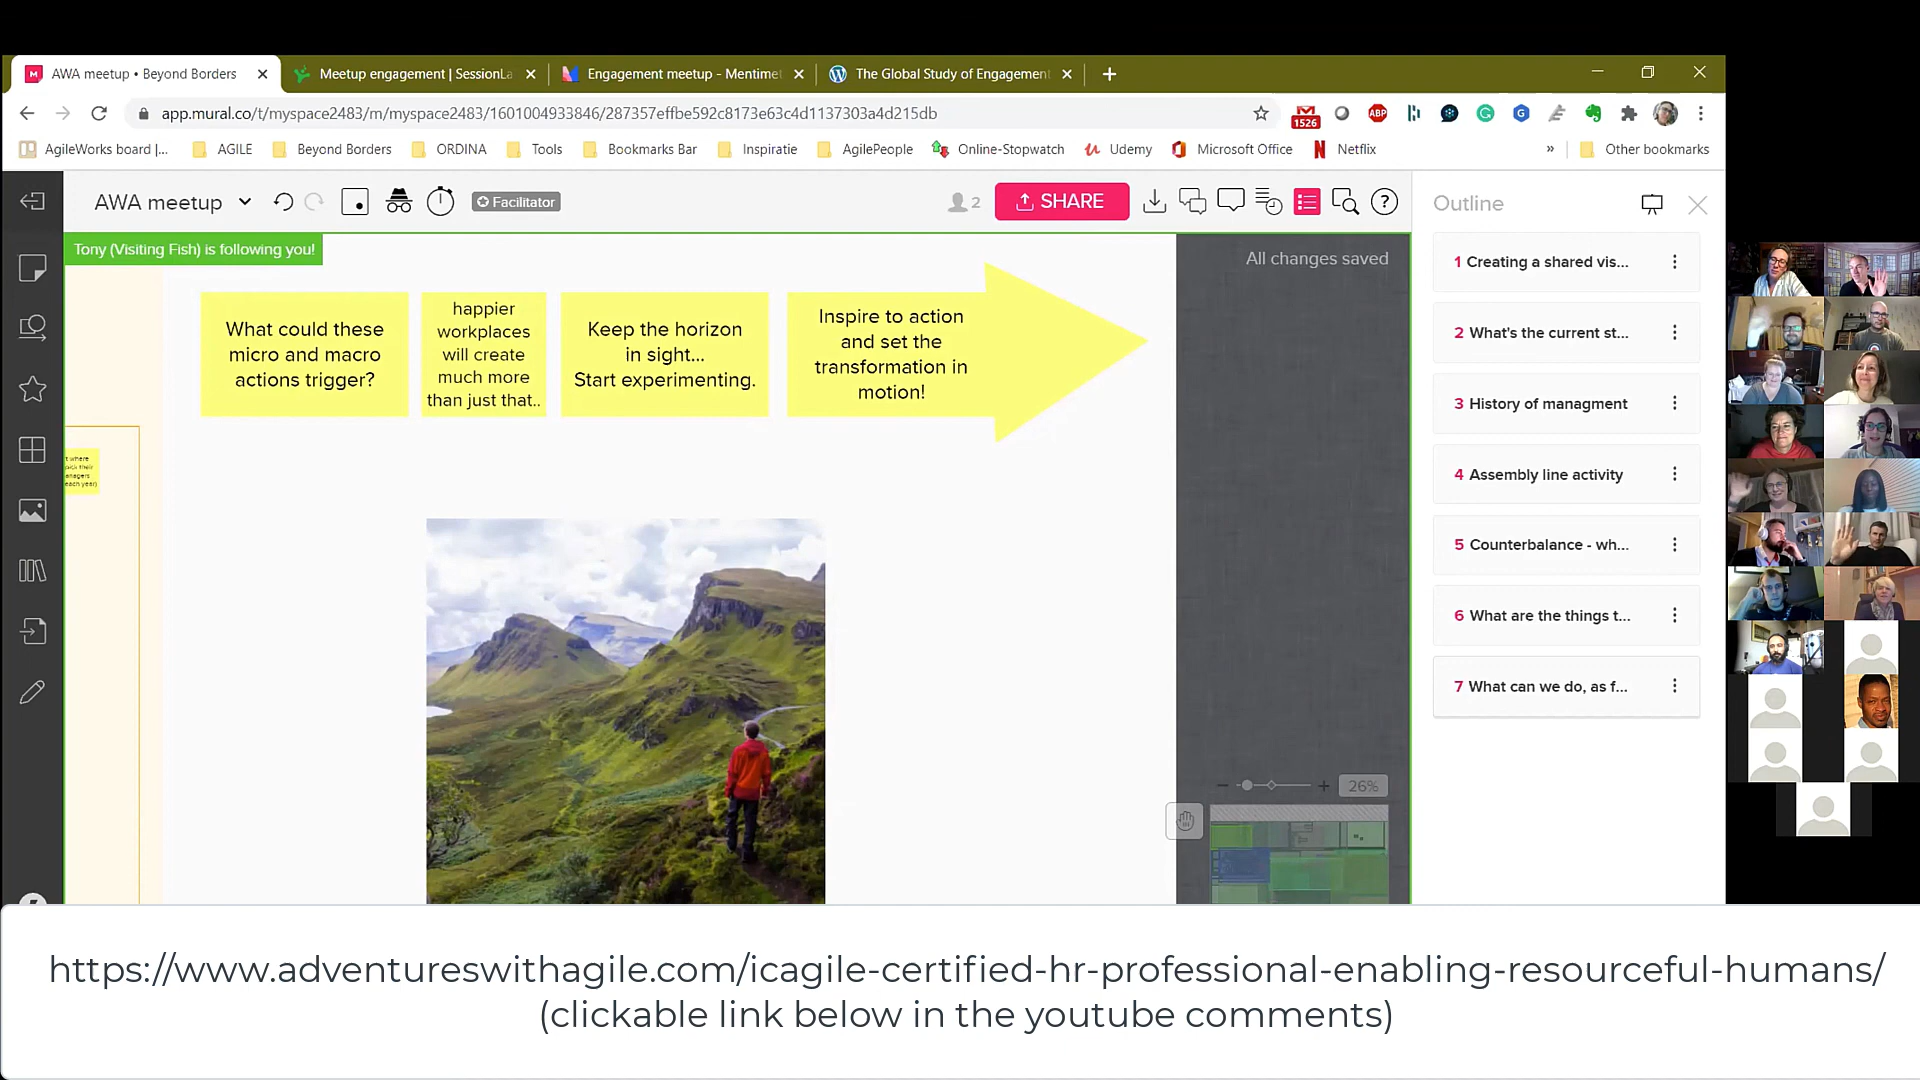 AWA meetup • Beyond Borders
Meetup engagement | SessionLa
Engagement meetup - Mentimet
The Global Study of Engagement
app.mural.co/t/myspace2483/m/myspace2483/1601004933846/287357effbe592c8173e63c4d1137303a4d215db
1526
ABP
AgileWorks board |...
AGILE
Beyond Borders
ORDINA
Tools
Bookmarks Bar
Inspiratie
AgilePeople
Online-Stopwatch
Udemy
Microsoft Office
Netflix
»
Other bookmarks
AWA meetup
Facilitator
2
SHARE
?
Outline
Tony (Visiting Fish) is following you!
All changes saved
What could these
micro and macro
actions trigger?
happier
workplaces
will create
much more
than just that..
Keep the horizon
in sight...
Start experimenting.
Inspire to action
and set the
transformation in
motion!
t where
pick their
anagers
each year)
1 Creating a shared vis...
2 What's the current st...
3 History of managment
4 Assembly line activity
5 Counterbalance - wh...
6 What are the things t...
7 What can we do, as f...
26%
https://www.adventureswithagile.com/icagile-certified-hr-professional-enabling-resourceful-humans/
(clickable link below in the youtube comments)